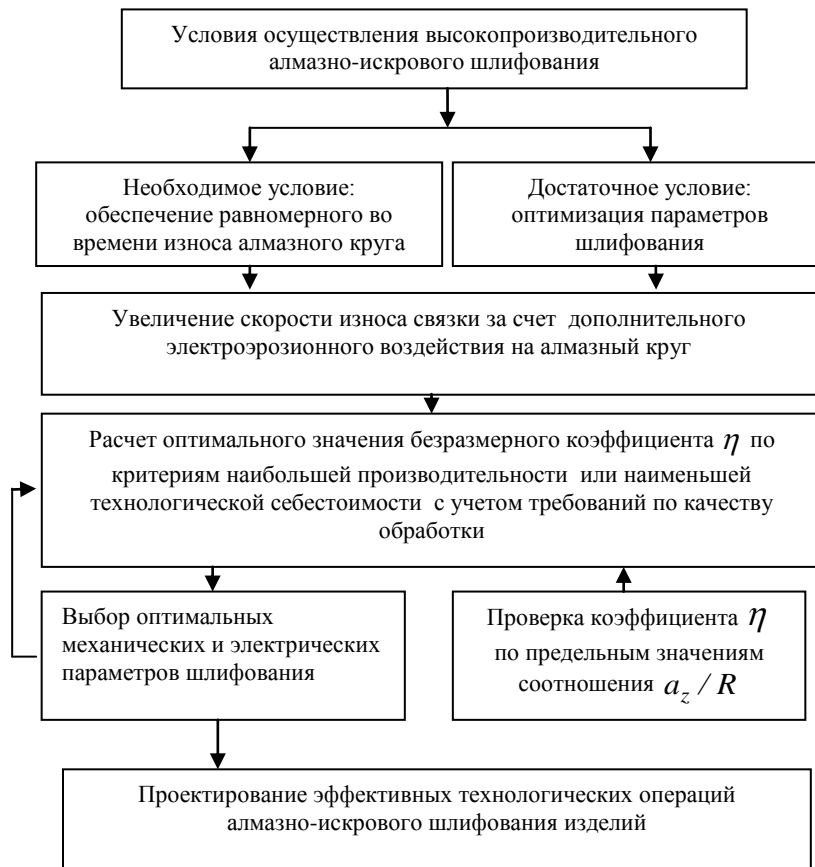 Условия осуществления высокопроизводительного
алмазно-искрового шлифования
Необходимое условие:
обеспечение равномерного во
времени износа алмазного круга
Достаточное условие:
оптимизация параметров
шлифования
Увеличение скорости износа связки за счет дополнительного
электроэрозионного воздействия на алмазный круг
Расчет оптимального значения безразмерного коэффициента η по
критериям наибольшей производительности или наименьшей
технологической себестоимости с учетом требований по качеству
обработки
Выбор оптимальных
механических и электрических
параметров шлифования
Проверка коэффициента η
по предельным значениям
соотношения a_z / R
Проектирование эффективных технологических операций
алмазно-искрового шлифования изделий